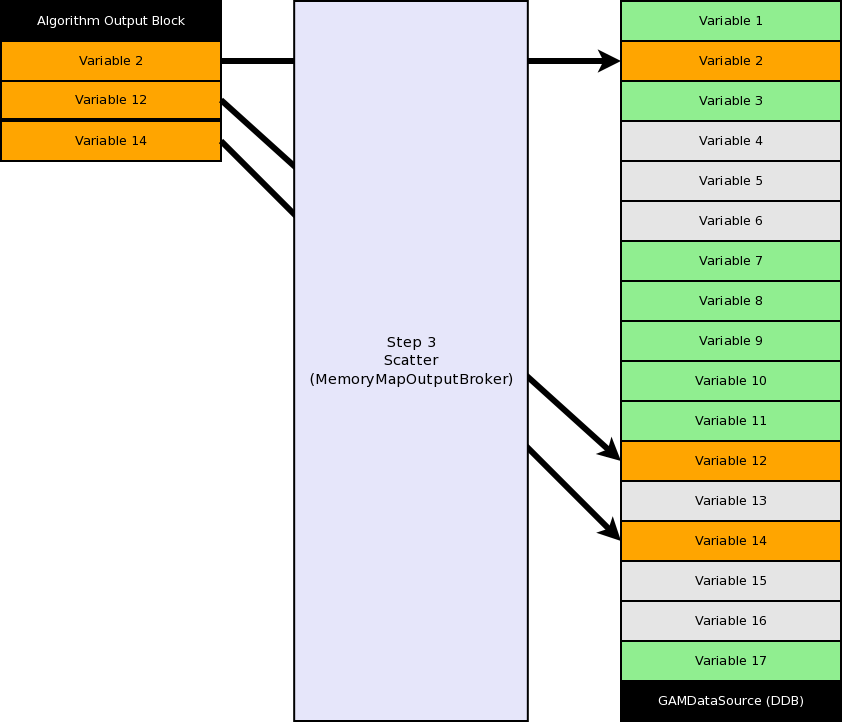 Algorithm Output Block
Variable 2
Variable 12
Variable 14
Step 3
Scatter
(MemoryMapOutputBroker)
Variable 1
Variable 2
Variable 3
Variable 4
Variable 5
Variable 6
Variable 7
Variable 8
Variable 9
Variable 10
Variable 11
Variable 12
Variable 13
Variable 14
Variable 15
Variable 16
Variable 17
GAMDataSource (DDB)